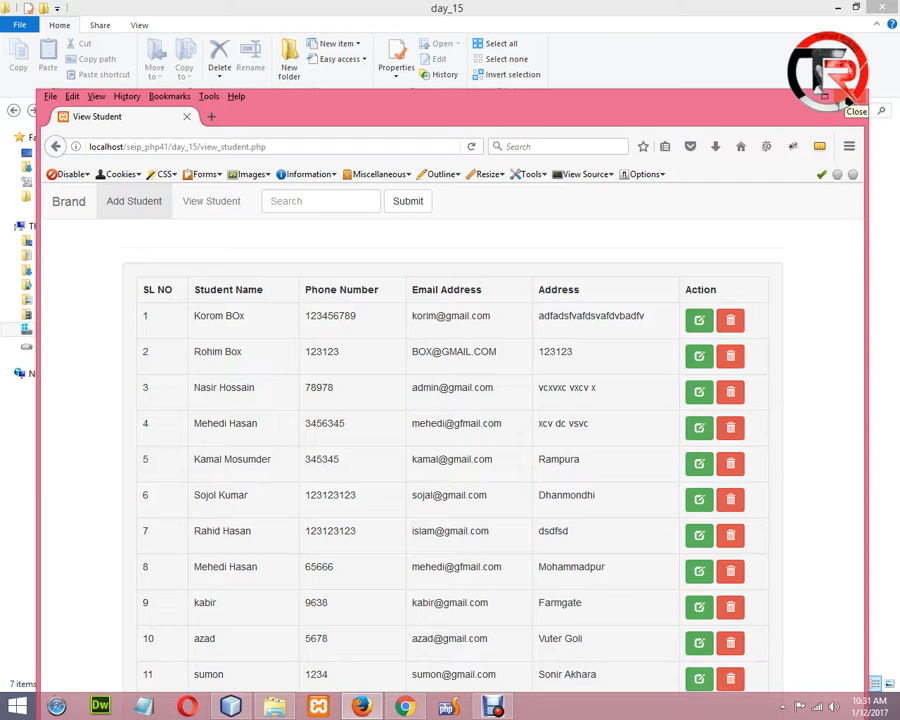 day_15
File Home Share View
Copy Paste Cut Copy path Paste shortcut Move to Copy to Delete Rename New folder New item Easy access Properties Open Edit History Select all Select none Invert selection
TR
Close
File Edit View History Bookmarks Tools Help
View Student
localhost/seip_php41/day_15/view_student.php Search
Disable Cookies CSS Forms Images Information Miscellaneous Outline Resize Tools View Source Options
Brand Add Student View Student Search Submit
SL NO Student Name Phone Number Email Address Address Action
1 Korom BOx 123456789 korim@gmail.com adfadsfvafdsvafdvbadfv
2 Rohim Box 123123 BOX@GMAIL.COM 123123
3 Nasir Hossain 78978 admin@gmail.com vcxvxc vxcv x
4 Mehedi Hasan 3456345 mehedi@gfmail.com xcv dc vsvc
5 Kamal Mosumder 345345 kamal@gmail.com Rampura
6 Sojol Kumar 123123123 sojal@gmail.com Dhanmondhi
7 Rahid Hasan 123123123 islam@gmail.com dsdfsd
8 Mehedi Hasan 65666 mehedi@gfmail.com Mohammadpur
9 kabir 9638 kabir@gmail.com Farmgate
10 azad 5678 azad@gmail.com Vuter Goli
11 sumon 1234 sumon@gmail.com Sonir Akhara
7 items
Dw php
10:31 AM
1/12/2017